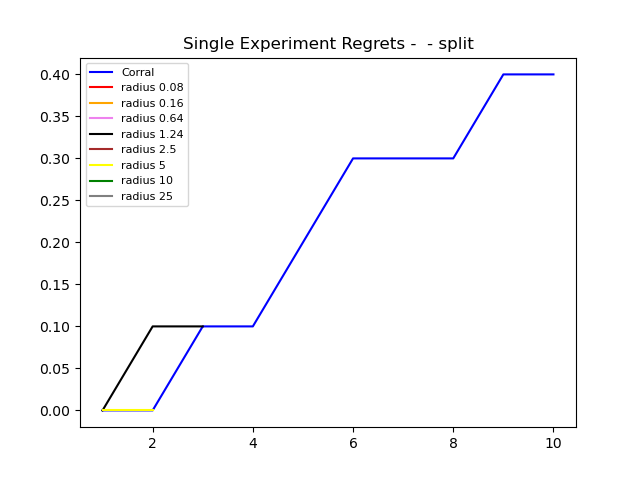 Single Experiment Regrets -  - split
Corral
radius 0.08
radius 0.16
radius 0.64
radius 1.24
radius 2.5
radius 5
radius 10
radius 25
0.40
0.35
0.30
0.25
0.20
0.15
0.10
0.05
0.00
2 4 6 8 10